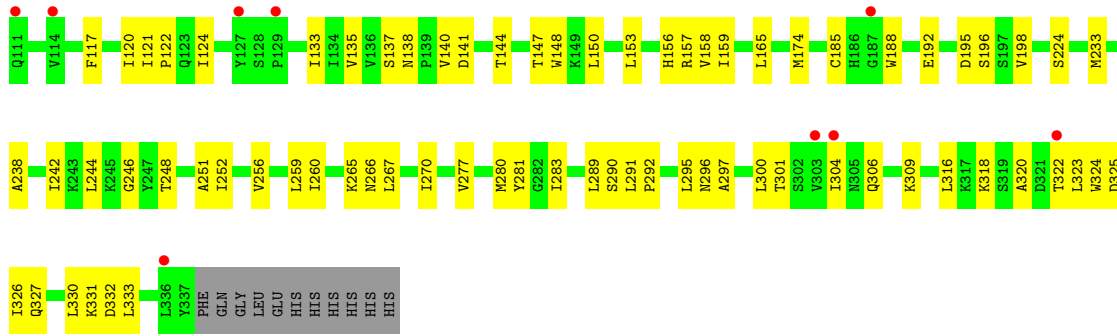 Q111 V114 F117 I120 I121 P122 Q123 I124 Y127 S128 P129 I133 I134 V135 V136 S137 N138 P139 V140 D141 T144 T147 W148 K149 L150 L153 H156 R157 V158 I159 L165 M174 C185 H186 G187 W188 E192 D195 S196 S197 V198 S224 M233
A238 I242 K243 L244 K245 G246 Y247 T248 A251 I252 V256 L259 I260 K265 N266 L267 I270 V277 M280 Y281 G282 I283 L289 S290 L291 P292 L295 N296 A297 L300 T301 S302 V303 I304 N305 Q306 K309 L316 K317 K318 S319 A320 D321 T322 L323 W324 D325
I326 Q327 L330 K331 D332 L333 L336 Y337 PHE GLN GLY LEU GLU HIS HIS HIS HIS HIS HIS